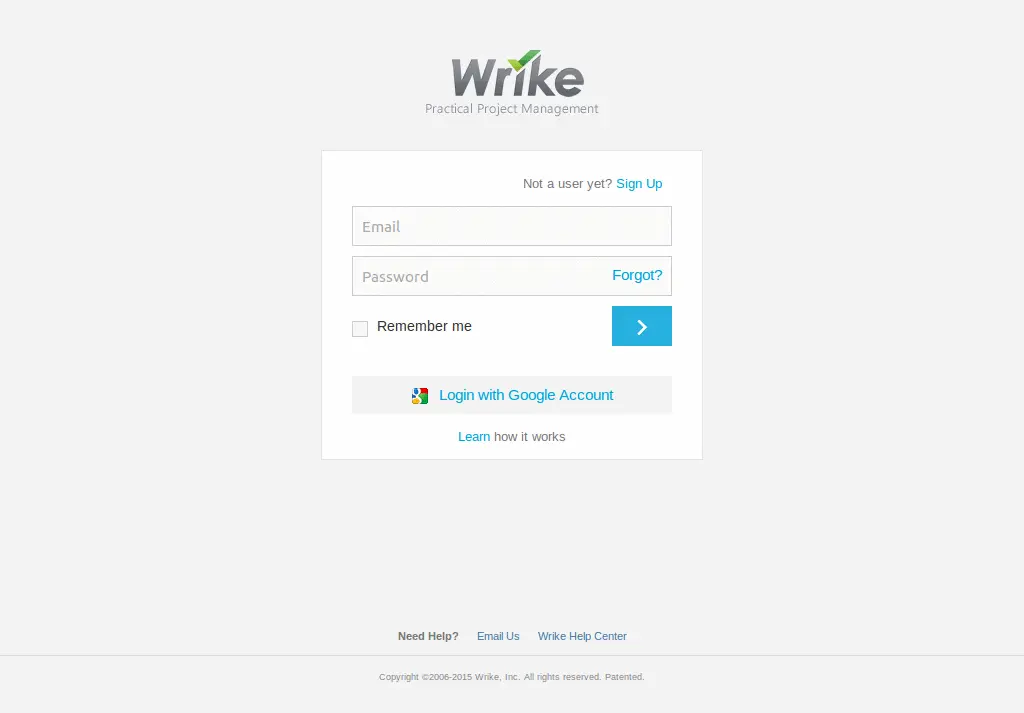 Wrike
Practical Project Management
Not a user yet? Sign Up
Email
Password Forgot?
Remember me
Login with Google Account
Learn how it works
Need Help? Email Us Wrike Help Center
Copyright ©2006-2015 Wrike, Inc. All rights reserved. Patented.